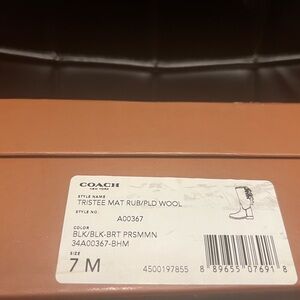 COACH
NEW YORK
STYLE NAME
TRISTEE MAT RUB/PLD WOOL
STYLE NO.
A00367
COLOR
BLK/BLK-BRT PRSMMN
34A00367-BHM
SIZE
7 M
4500197855
8 89655 07691 8